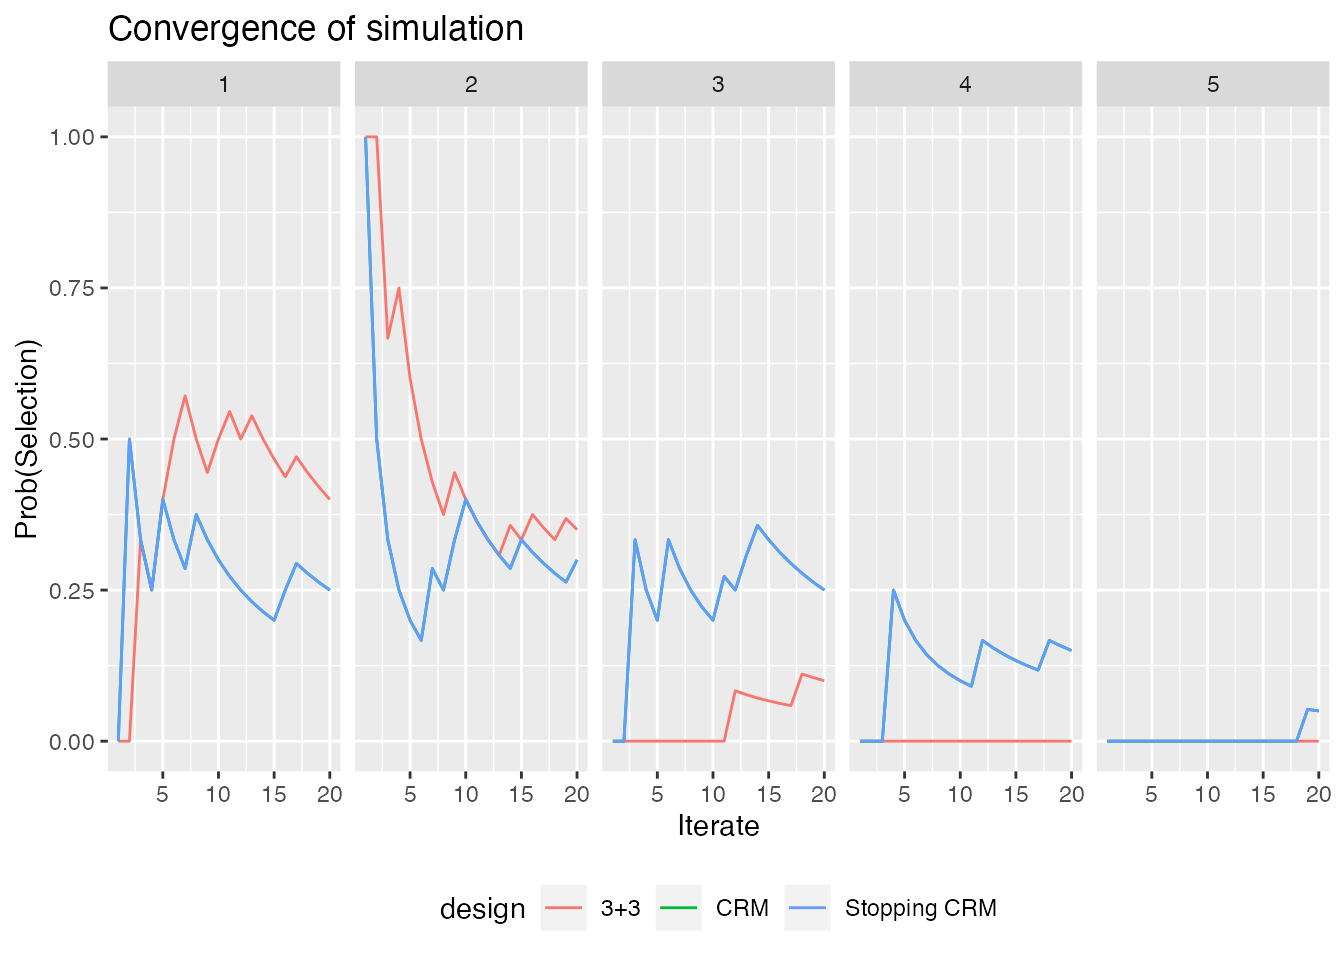 Convergence of simulation
1 2 3 4 5
1.00
0.75
0.50
0.25
0.00
Prob(Selection)
5 10 15 20 5 10 15 20 5 10 15 20 5 10 15 20 5 10 15 20
Iterate
design 3+3 CRM Stopping CRM